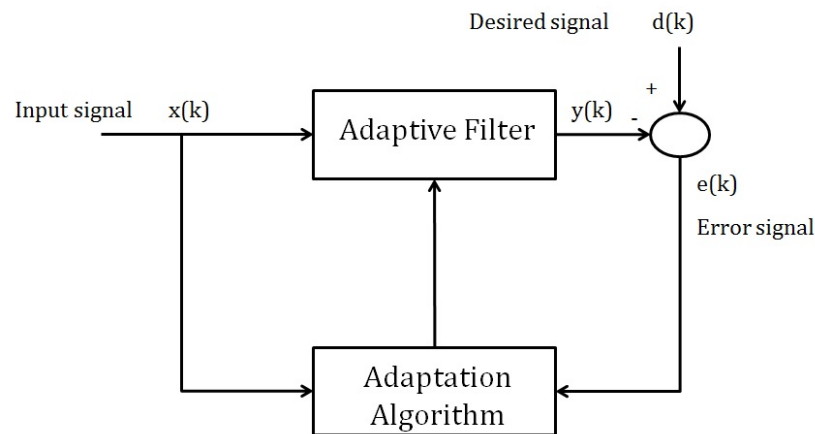 Desired signal d(k)
+
Input signal x(k)
Adaptive Filter
y(k) -
e(k)
Error signal
Adaptation
Algorithm